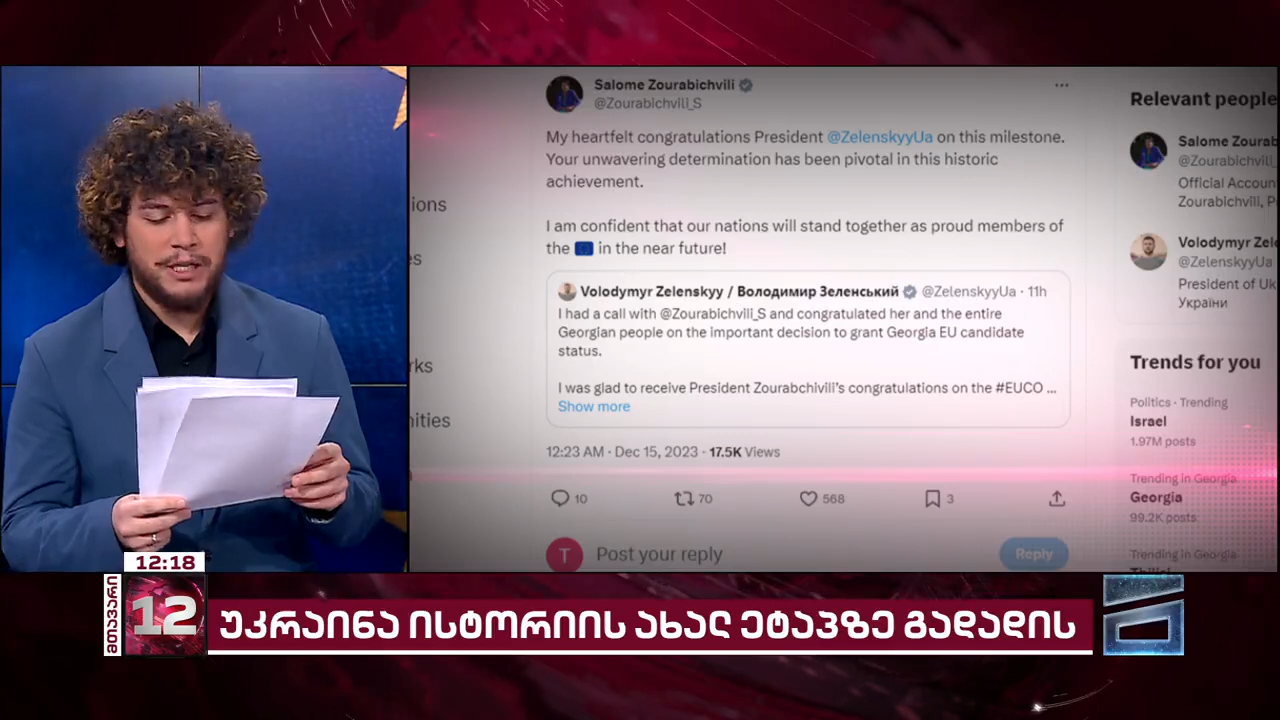 Salome Zourabichvili
@Zourabichvili_S
My heartfelt congratulations President @ZelenskyyUa on this milestone.
Your unwavering determination has been pivotal in this historic
achievement.
I am confident that our nations will stand together as proud members of
the 🇪🇺 in the near future!
Volodymyr Zelenskyy / Володимир Зеленський @ZelenskyyUa · 11h
I had a call with @Zourabichvili_S and congratulated her and the entire
Georgian people on the important decision to grant Georgia EU candidate
status.
I was glad to receive President Zourabchivili's congratulations on the #EUCO ...
Show more
12:23 AM · Dec 15, 2023 · 17.5K Views
10 70 568 3
T Post your reply Reply
Relevant people
Salome Zourab
@Zourabichvili_
Official Accoun
Zourabichvili, P
Volodymyr Zele
@ZelenskyyUa
President of Uk
України
Trends for you
Politics · Trending
Israel
1.97M posts
Trending in Georgia
Georgia
99.2K posts
Trending in Georgia
12:18
მთავარი
12
უკრაინა ისტორიის ახალ ეტაპზე გადადის